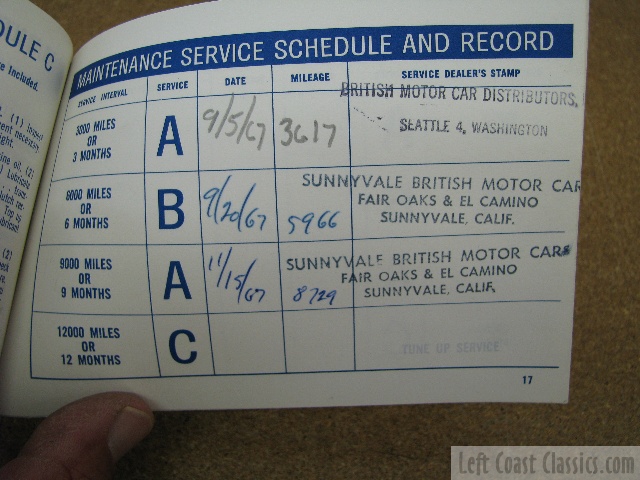 DULE C
re Included.
MAINTENANCE SERVICE SCHEDULE AND RECORD
SERVICE INTERVAL SERVICE DATE MILEAGE SERVICE DEALER'S STAMP
3000 MILES OR 3 MONTHS A 9/5/67 3617
BRITISH MOTOR CAR DISTRIBUTORS,
SEATTLE 4, WASHINGTON
6000 MILES OR 6 MONTHS B 9/20/67 5966
SUNNYVALE BRITISH MOTOR CAR
FAIR OAKS & EL CAMINO
SUNNYVALE, CALIF.
9000 MILES OR 9 MONTHS A 11/15/67 8729
SUNNYVALE BRITISH MOTOR CARS
FAIR OAKS & EL CAMINO
SUNNYVALE, CALIF.
12000 MILES OR 12 MONTHS C
TUNE UP SERVICE
17
Left Coast Classics.com